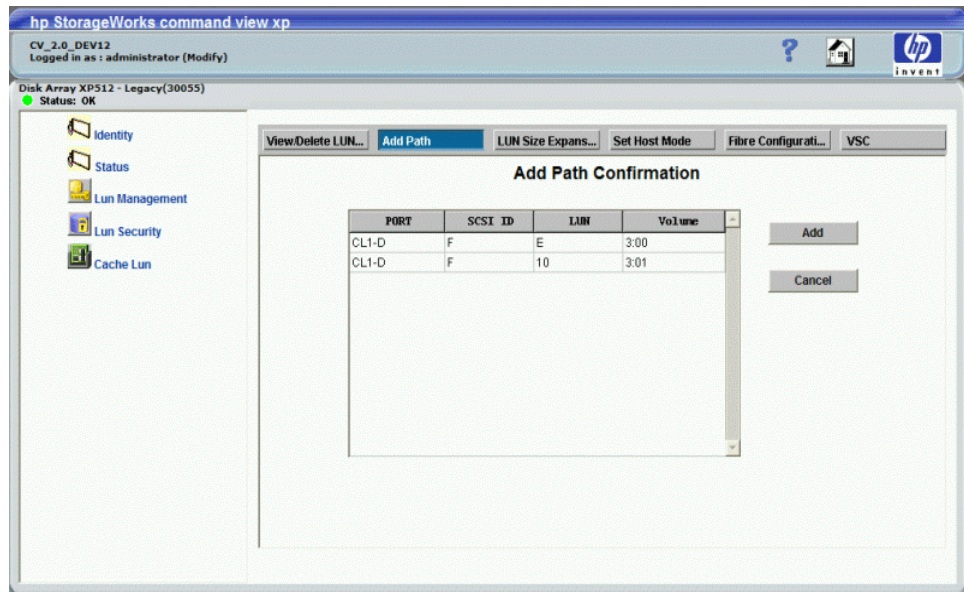 hp StorageWorks command view xp
CV_2.0_DEV12
Logged in as : administrator (Modify)
?
hp
invent
Disk Array XP512 - Legacy(30055)
Status: OK
Identity
Status
Lun Management
Lun Security
Cache Lun
View/Delete LUN... Add Path LUN Size Expans... Set Host Mode Fibre Configurati... VSC
Add Path Confirmation
PORT SCSI ID LUN Volume
CL1-D F E 3:00
CL1-D F 10 3:01
Add
Cancel